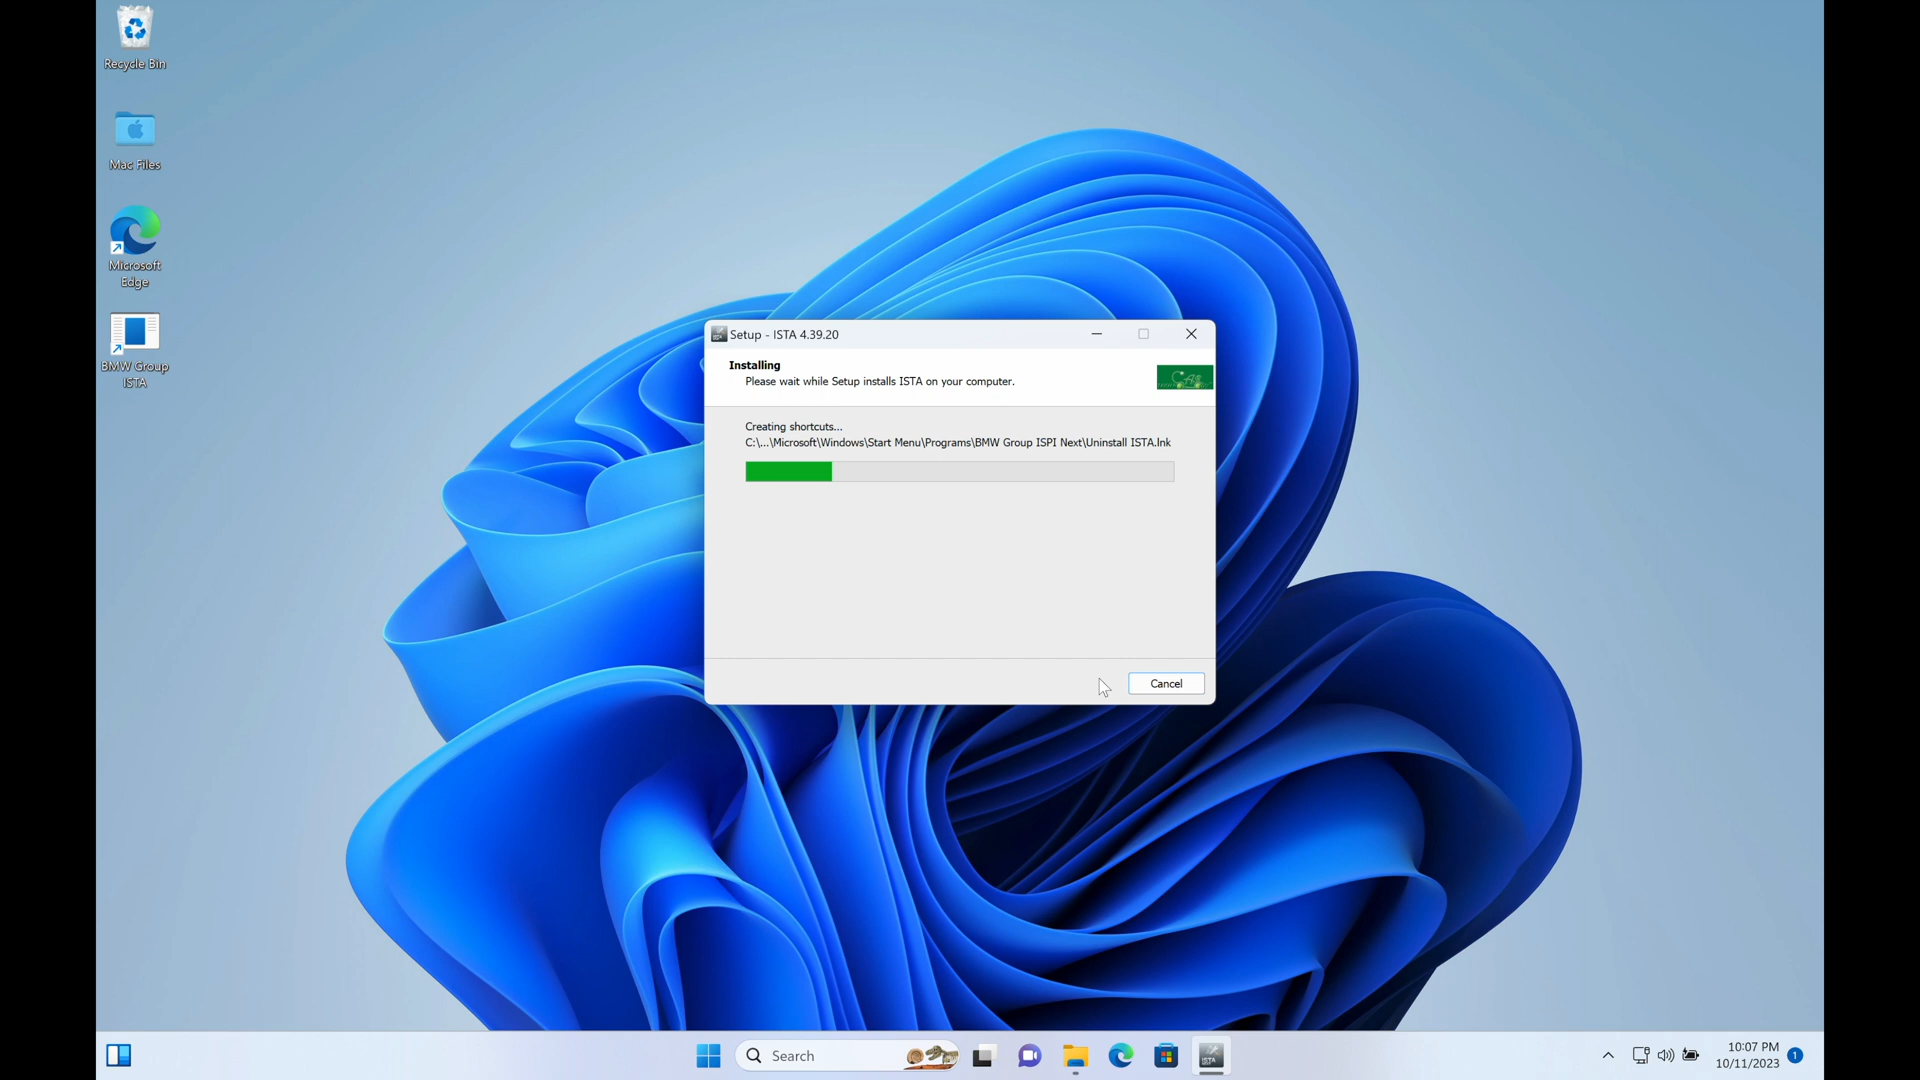 Recycle Bin
Mac Files
Microsoft
Edge
BMW Group
ISTA
Setup - ISTA 4.39.20
Installing
Please wait while Setup installs ISTA on your computer.
Creating shortcuts...
C:\...\Microsoft\Windows\Start Menu\Programs\BMW Group ISPI Next\Uninstall ISTA.lnk
Cancel
Search
ISTA
10:07 PM
10/11/2023
1